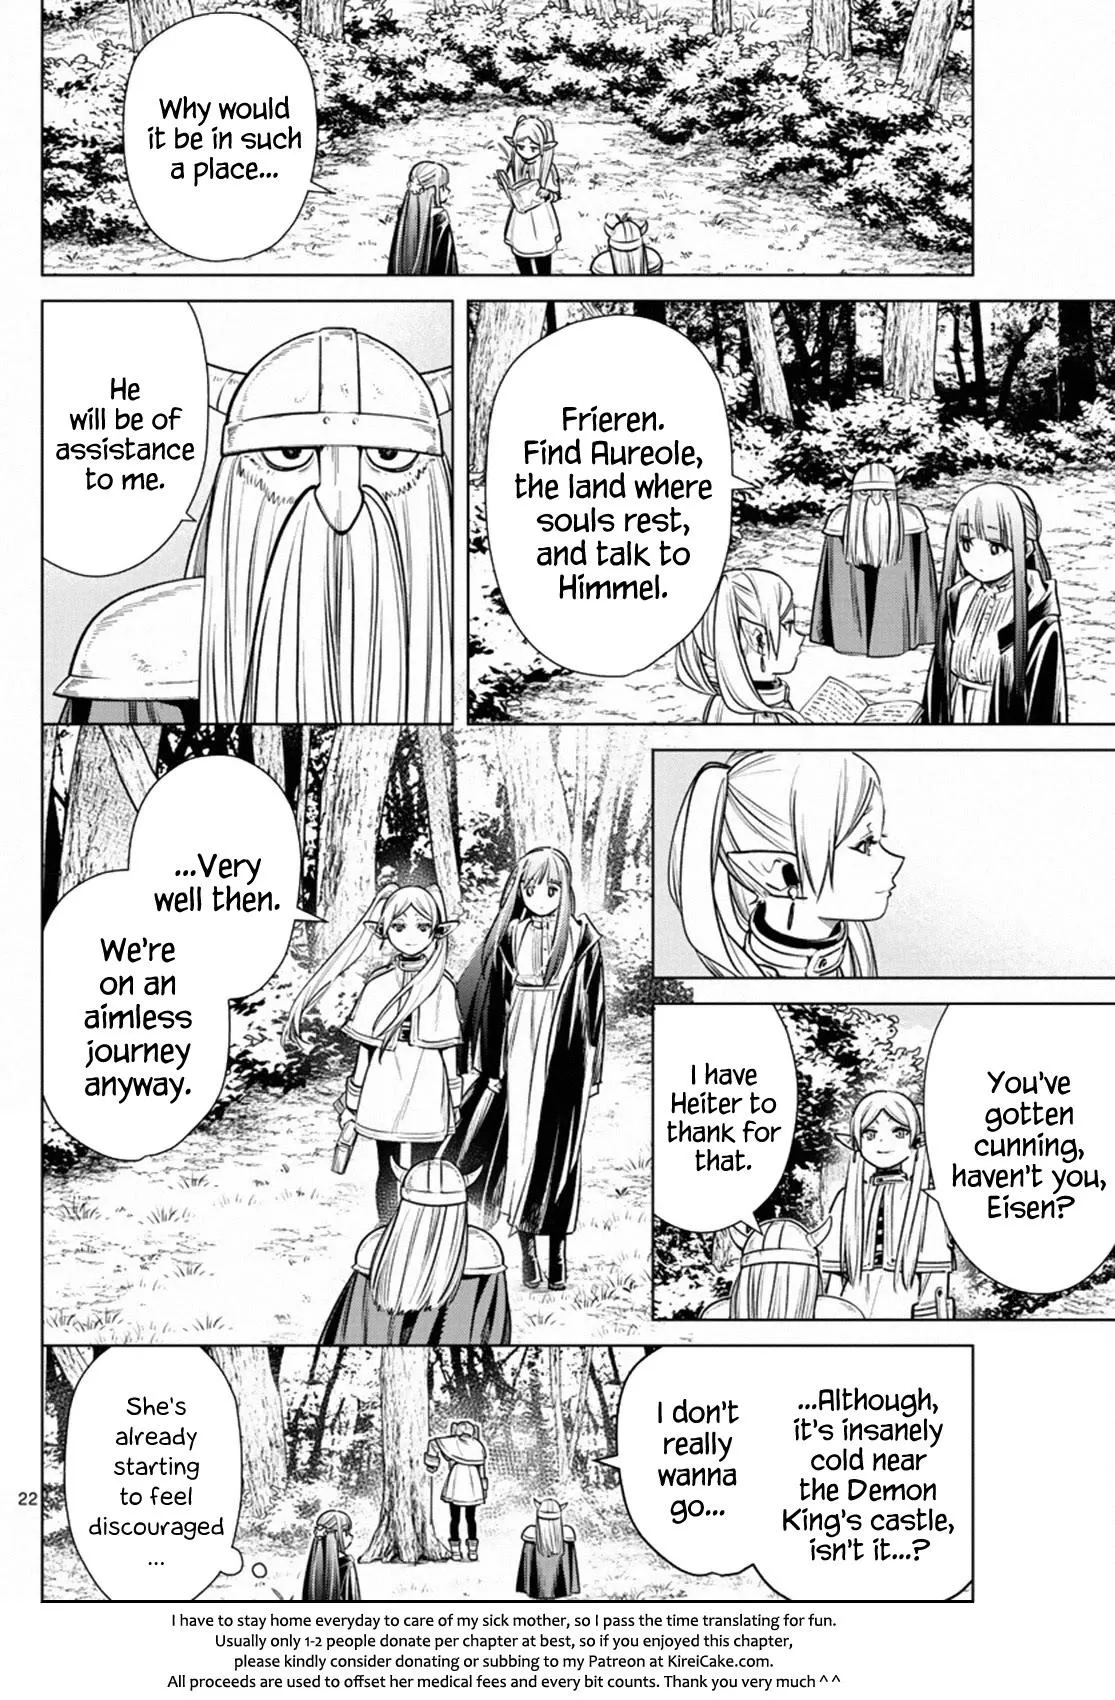 Why would
it be in such
a place...
Frieren.
Find Aureole,
the land where
souls rest,
and talk to
Himmel.
He
will be of
assistance
to me.
You've
gotten
cunning,
haven't you,
Eisen?
I have
Heiter to
thank for
that.
...Very
well then.
We're
on an
aimless
journey
anyway.
...Although,
it's insanely
cold near
the Demon
King's castle,
isn't it...?
I don't
really
wanna
go...
She's
already
starting
to feel
discouraged
...
22
I have to stay home everyday to care of my sick mother, so I pass the time translating for fun.
Usually only 1-2 people donate per chapter at best, so if you enjoyed this chapter,
please kindly consider donating or subbing to my Patreon at KireiCake.com.
All proceeds are used to offset her medical fees and every bit counts. Thank you very much ^ ^